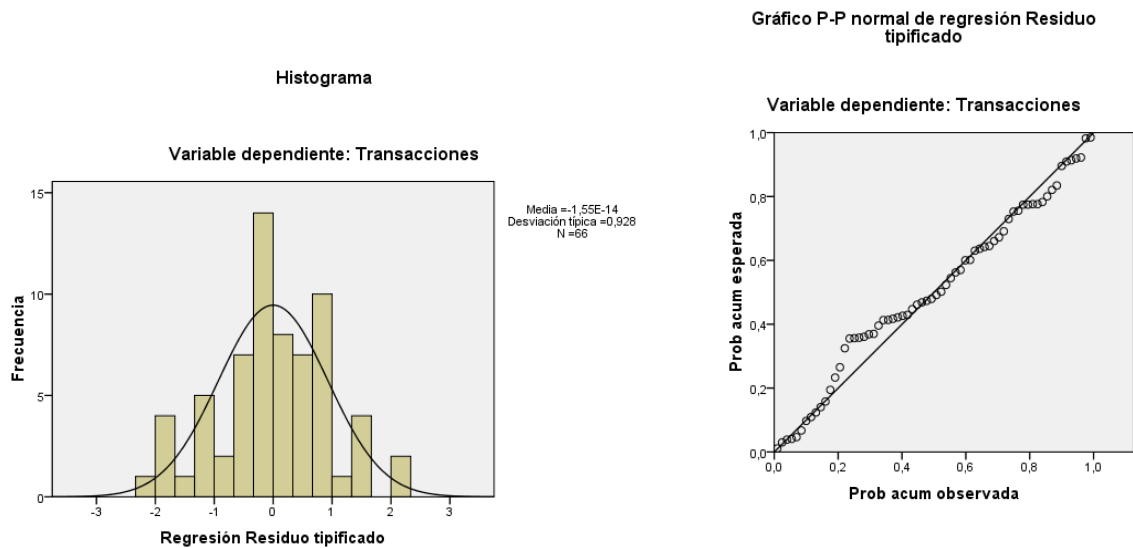 Histograma
Variable dependiente: Transacciones
15
10
5
0
Frecuencia
-3 -2 -1 0 1 2 3
Regresión Residuo tipificado
Media =-1,55E-14
Desviación típica =0,928
N =66
Gráfico P-P normal de regresión Residuo
tipificado
Variable dependiente: Transacciones
1,0
0,8
0,6
0,4
0,2
0,0
Prob acum esperada
0,0 0,2 0,4 0,6 0,8 1,0
Prob acum observada